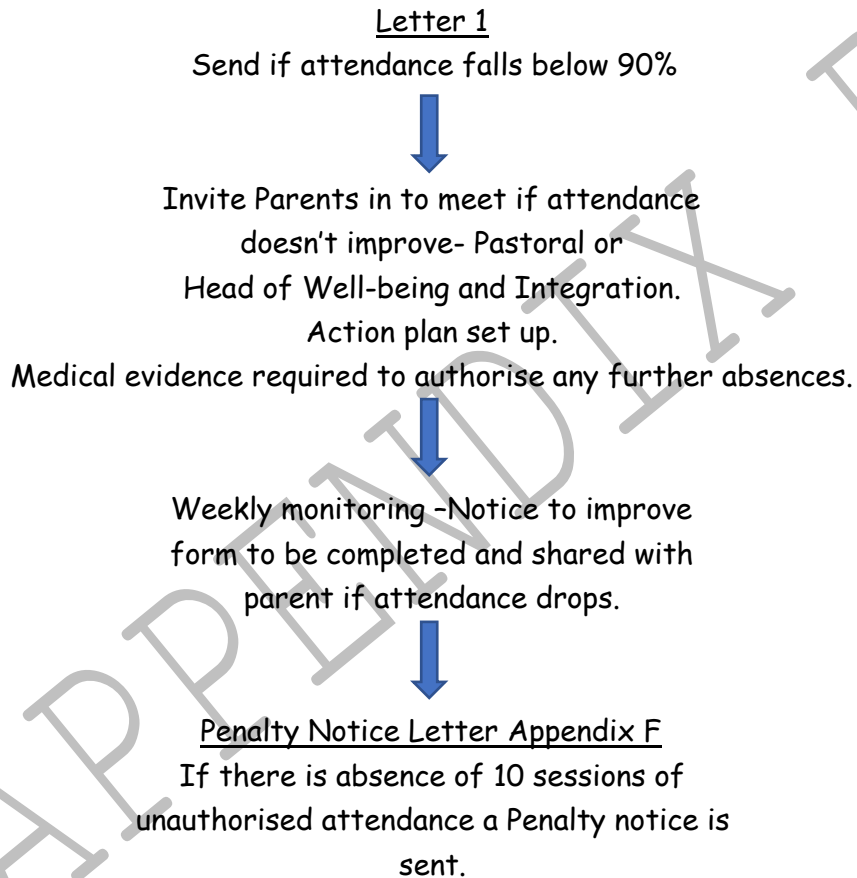 Letter 1
Send if attendance falls below 90%
Invite Parents in to meet if attendance
doesn't improve- Pastoral or
Head of Well-being and Integration.
Action plan set up.
Medical evidence required to authorise any further absences.
Weekly monitoring –Notice to improve
form to be completed and shared with
parent if attendance drops.
Penalty Notice Letter Appendix F
If there is absence of 10 sessions of
unauthorised attendance a Penalty notice is
sent.
APPENDIX